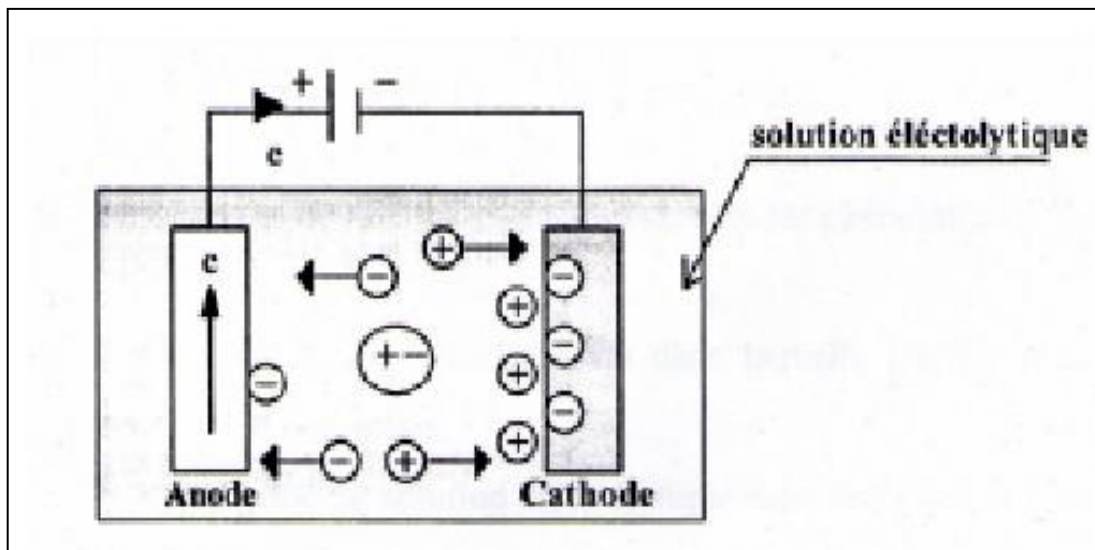 + −
e
solution éléctolytique
e
+
−
−
+
+ −
−
+
−
+
−
− + +
Anode Cathode